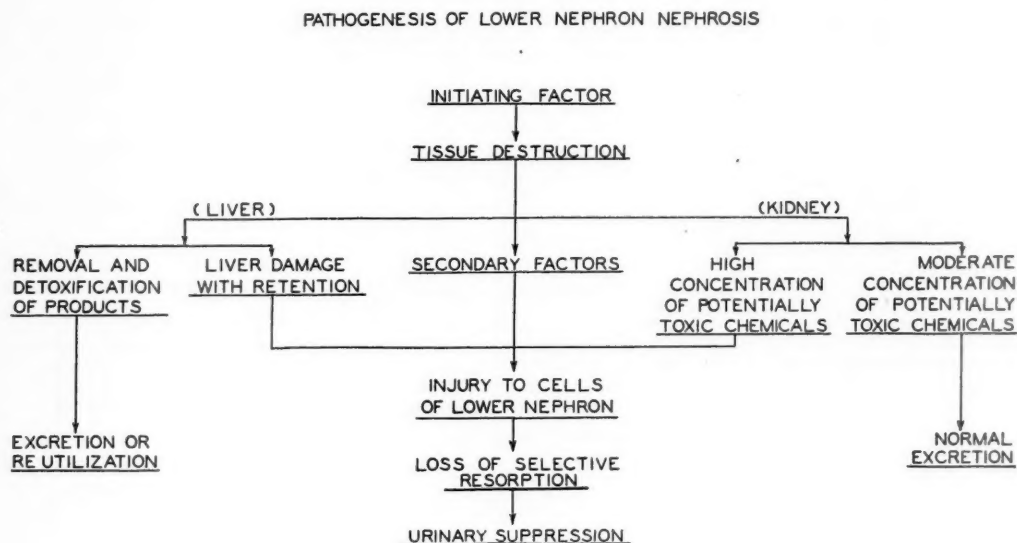 PATHOGENESIS OF LOWER NEPHRON NEPHROSIS
INITIATING FACTOR
TISSUE DESTRUCTION
(LIVER)
(KIDNEY)
REMOVAL AND
DETOXIFICATION
OF PRODUCTS
LIVER DAMAGE
WITH RETENTION
SECONDARY FACTORS
HIGH
CONCENTRATION
OF POTENTIALLY
TOXIC CHEMICALS
MODERATE
CONCENTRATION
OF POTENTIALLY
TOXIC CHEMICALS
INJURY TO CELLS
OF LOWER NEPHRON
EXCRETION OR
REUTILIZATION
LOSS OF SELECTIVE
RESORPTION
NORMAL
EXCRETION
URINARY SUPPRESSION